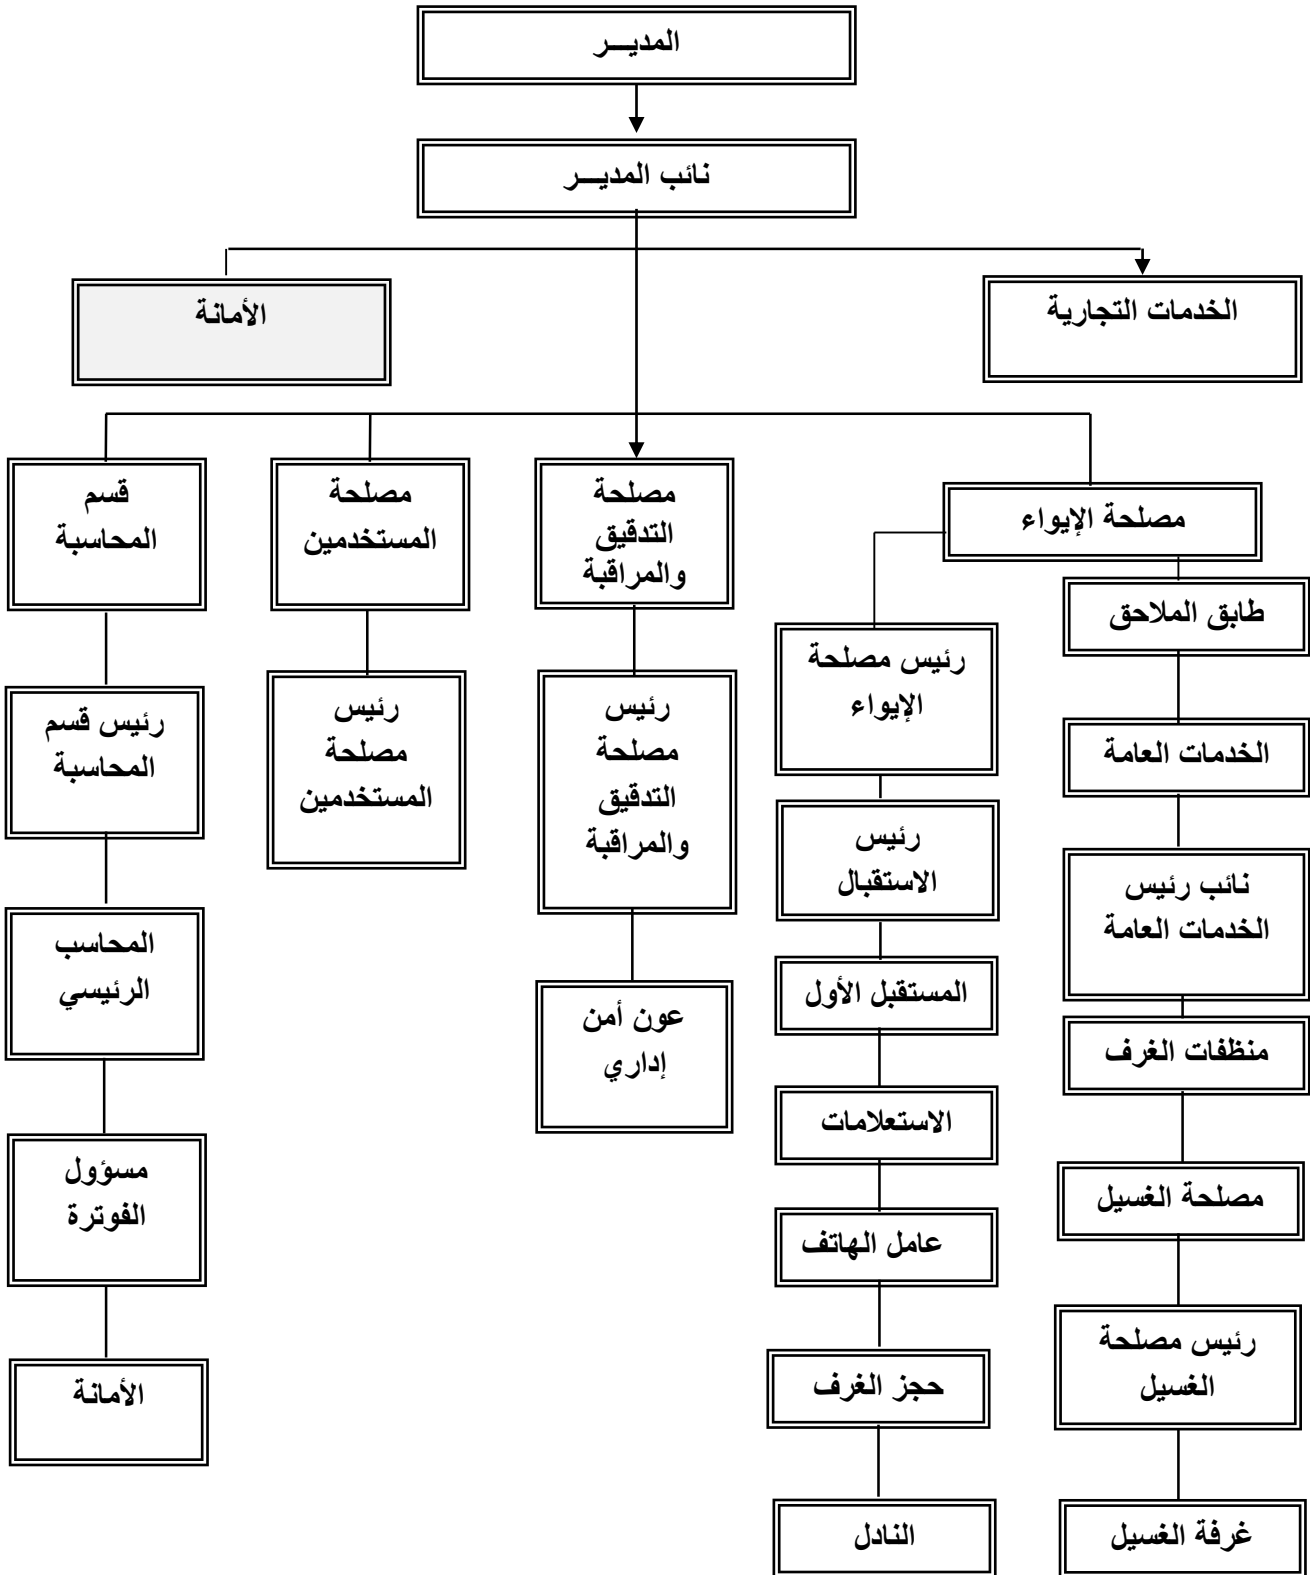 المديـــر
نائب المديـــر
الخدمات التجارية
الأمانة
مصلحة الإيواء
مصلحة
التدقيق
والمراقبة
مصلحة
المستخدمين
قسم
المحاسبة
طابق الملاحق
الخدمات العامة
نائب رئيس
الخدمات العامة
منظفات الغرف
مصلحة الغسيل
رئيس مصلحة
الغسيل
غرفة الغسيل
رئيس مصلحة
الإيواء
رئيس
الاستقبال
المستقبل الأول
الاستعلامات
عامل الهاتف
حجز الغرف
النادل
رئيس
مصلحة
التدقيق
والمراقبة
عون أمن
إداري
رئيس
مصلحة
المستخدمين
رئيس قسم
المحاسبة
المحاسب
الرئيسي
مسؤول
الفوترة
الأمانة